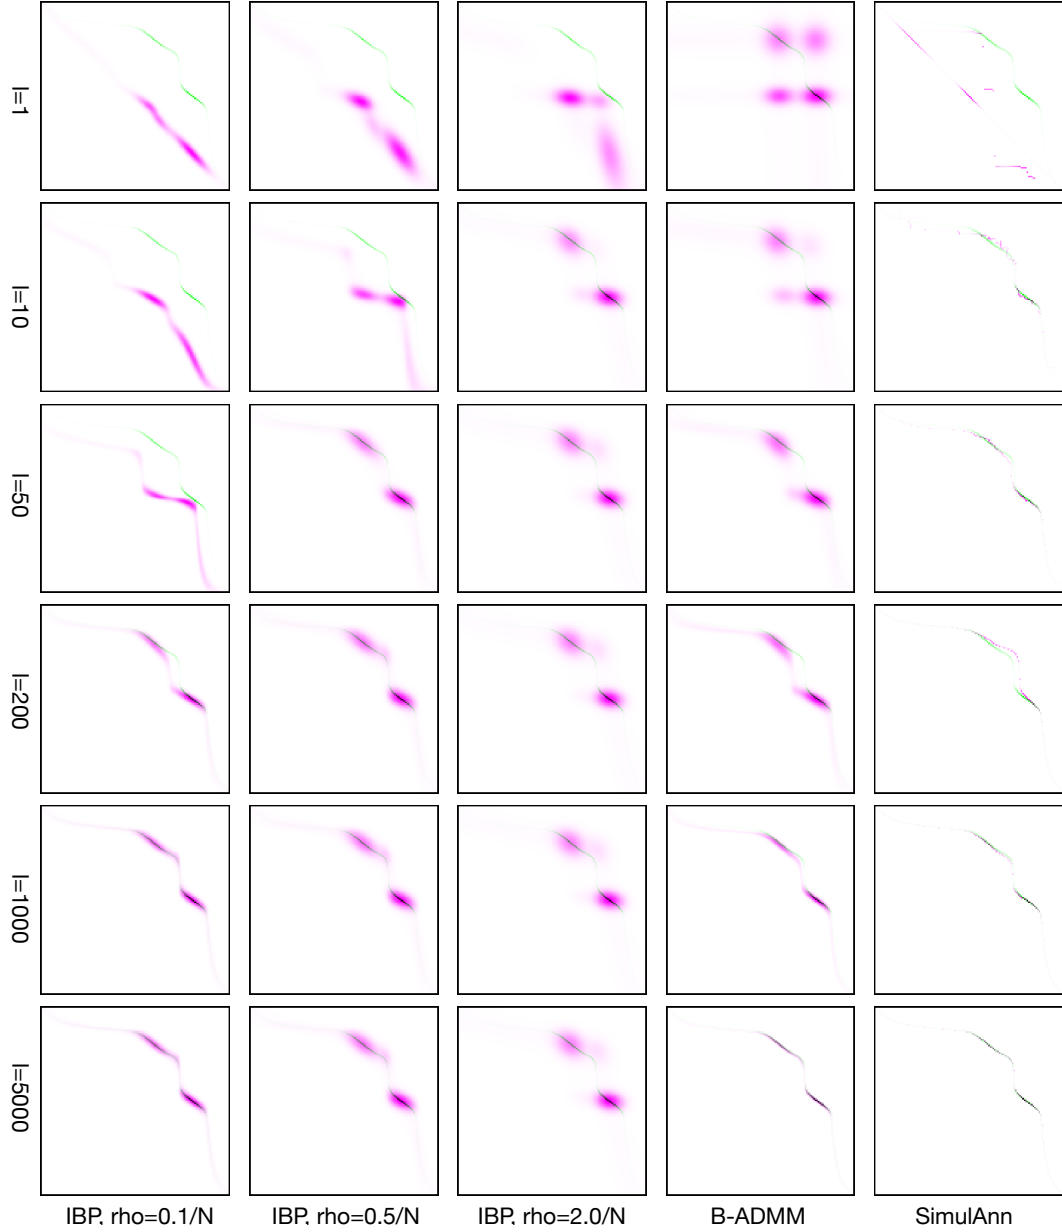 l=1
l=10
l=50
l=200
l=1000
l=5000
IBP, rho=0.1/N
IBP, rho=0.5/N
IBP, rho=2.0/N
B-ADMM
SimulAnn